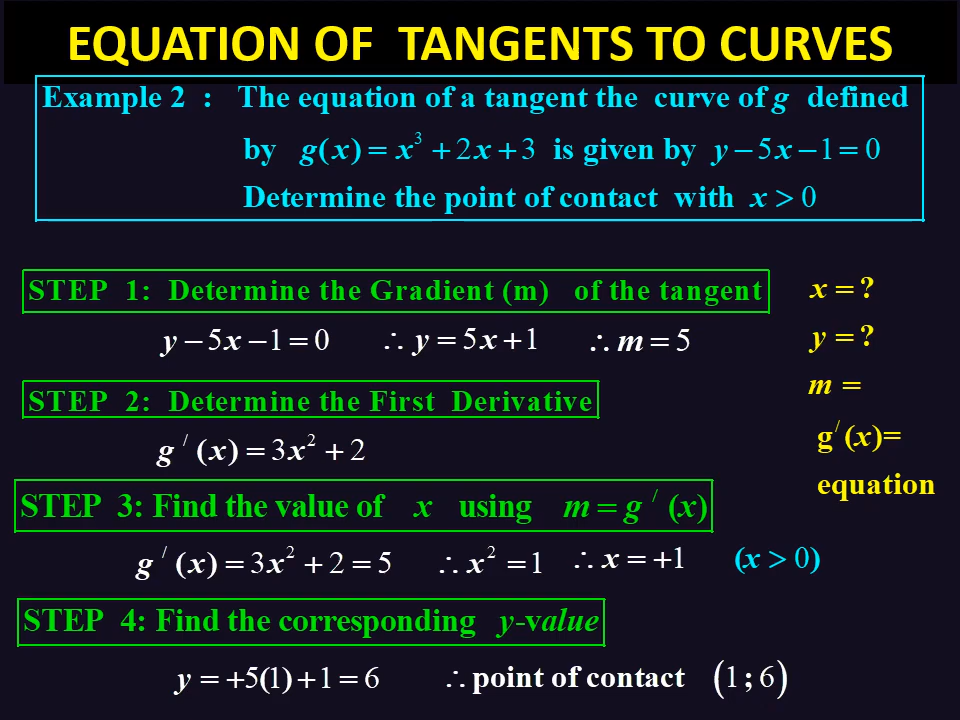 EQUATION OF TANGENTS TO CURVES
Example 2 : The equation of a tangent the curve of g defined
by g(x) = x³ + 2x + 3 is given by y − 5x − 1 = 0
Determine the point of contact with x > 0
STEP 1: Determine the Gradient (m) of the tangent
x = ?
y − 5x − 1 = 0 ∴ y = 5x + 1 ∴ m = 5
y = ?
m =
STEP 2: Determine the First Derivative
g / (x) = 3x² + 2
g / (x)=
equation
STEP 3: Find the value of x using m = g / (x)
g / (x) = 3x² + 2 = 5 ∴ x² = 1 ∴ x = +1 (x > 0)
STEP 4: Find the corresponding y-value
y = +5(1) + 1 = 6 ∴ point of contact (1 ; 6)